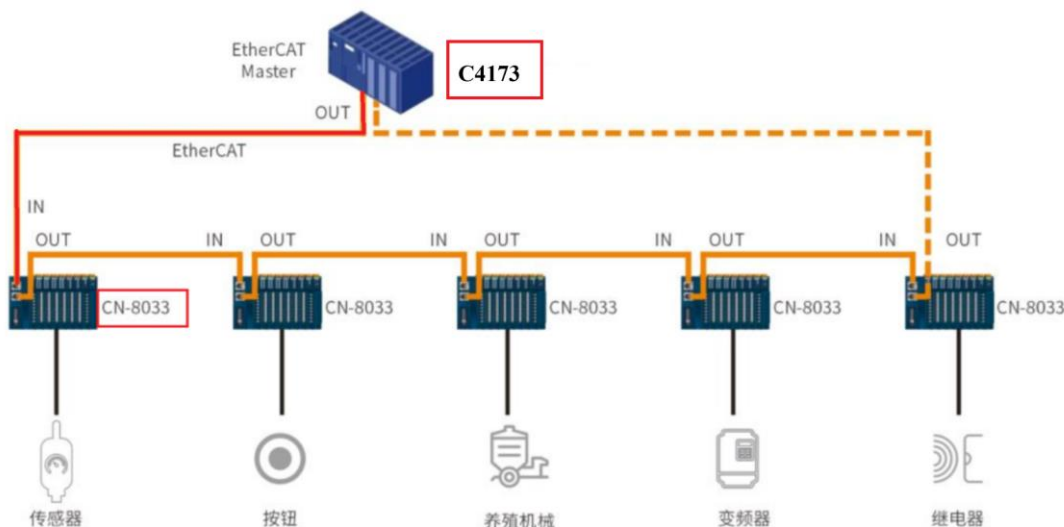 EtherCAT
Master
C4173
OUT
EtherCAT
IN
OUT
IN
OUT
IN
OUT
IN
OUT
IN
OUT
CN-8033
CN-8033
CN-8033
CN-8033
CN-8033
传感器
按钮
养殖机械
变频器
继电器